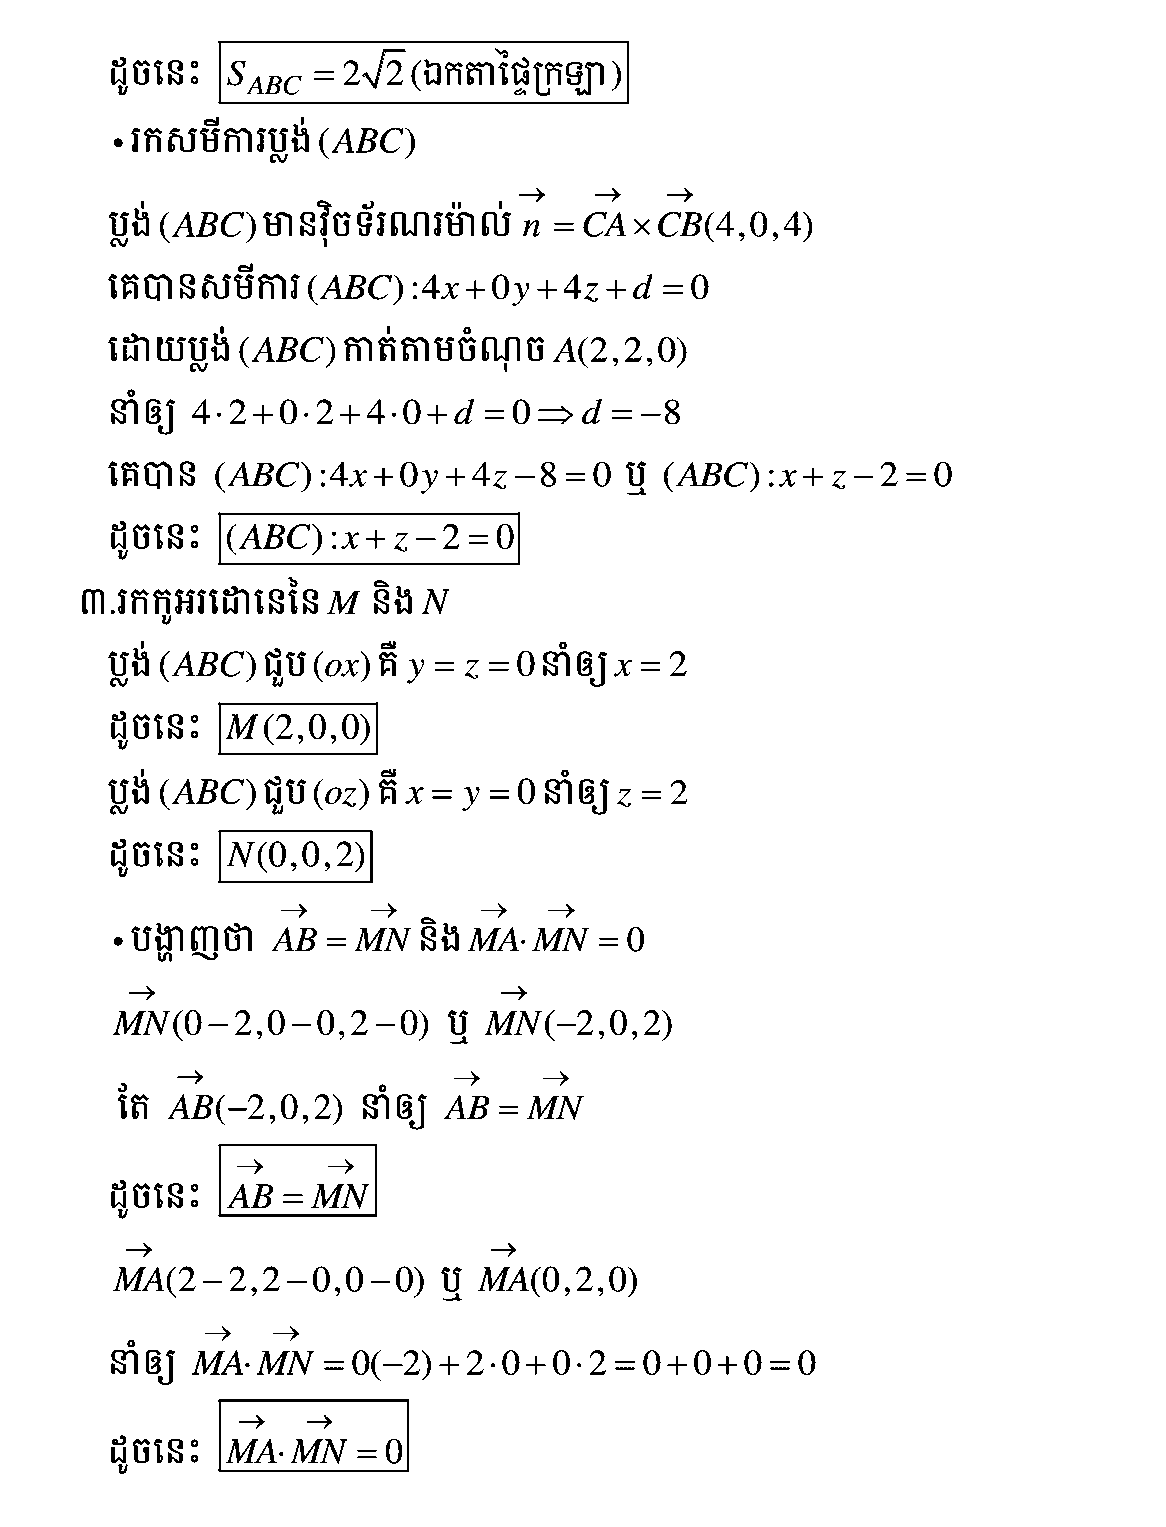 ដូចនេះ S_{ABC} = 2√2 (ឯកតាផ្ទៃក្រឡា)
• រកសមីការប្លង់ (ABC)
ប្លង់ (ABC) មានវ៉ិចទ័រណរម៉ាល់ \vec{n} = \vec{CA} × \vec{CB}(4,0,4)
គេបានសមីការ (ABC) : 4x + 0y + 4z + d = 0
ដោយប្លង់ (ABC) កាត់តាមចំណុច A(2,2,0)
នាំឲ្យ 4·2 + 0·2 + 4·0 + d = 0 ⇒ d = −8
គេបាន (ABC) : 4x + 0y + 4z − 8 = 0 ឬ (ABC) : x + z − 2 = 0
ដូចនេះ (ABC) : x + z − 2 = 0
៣.រកកូអរដោនេនៃ M និង N
ប្លង់ (ABC) ជួប (ox) គឺ y = z = 0 នាំឲ្យ x = 2
ដូចនេះ M(2,0,0)
ប្លង់ (ABC) ជួប (oz) គឺ x = y = 0 នាំឲ្យ z = 2
ដូចនេះ N(0,0,2)
• បង្ហាញថា \vec{AB} = \vec{MN} និង \vec{MA}·\vec{MN} = 0
\vec{MN}(0−2,0−0,2−0) ឬ \vec{MN}(−2,0,2)
តែ \vec{AB}(−2,0,2) នាំឲ្យ \vec{AB} = \vec{MN}
ដូចនេះ \vec{AB} = \vec{MN}
\vec{MA}(2−2,2−0,0−0) ឬ \vec{MA}(0,2,0)
នាំឲ្យ \vec{MA}·\vec{MN} = 0(−2) + 2·0 + 0·2 = 0 + 0 + 0 = 0
ដូចនេះ \vec{MA}·\vec{MN} = 0